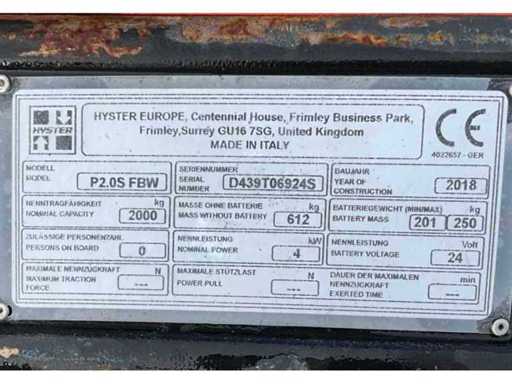 HYSTER
HYSTER EUROPE, Centennial House, Frimley Business Park,
Frimley,Surrey GU16 7SG, United Kingdom
MADE IN ITALY
CE
4022657 - GER
MODELL
MODEL P2.0S FBW
SERIENNUMMER
SERIAL NUMBER D439T06924S
BAUJAHR
YEAR OF CONSTRUCTION 2018
NENNTRAGFÄHIGKEIT kg
NOMINAL CAPACITY 2000
MASSE OHNE BATTERIE kg
MASS WITHOUT BATTERY 612
BATTERIEGEWICHT (MIN/MAX) kg
BATTERY MASS 201 250
ZULÄSSIGE PERSONENZAHL
PERSONS ON BOARD 0
NENNLEISTUNG kW
NOMINAL POWER 4
NENNLEISTUNG Volt
BATTERY VOLTAGE 24
MAXIMALE NENNZUGKRAFT N
MAXIMUM TRACTION FORCE ---
MAXIMALE STÜTZLAST N
POWER PULL ---
DAUER DER MAXIMALEN min
NENNZUGKRAFT
EXERTED TIME ---